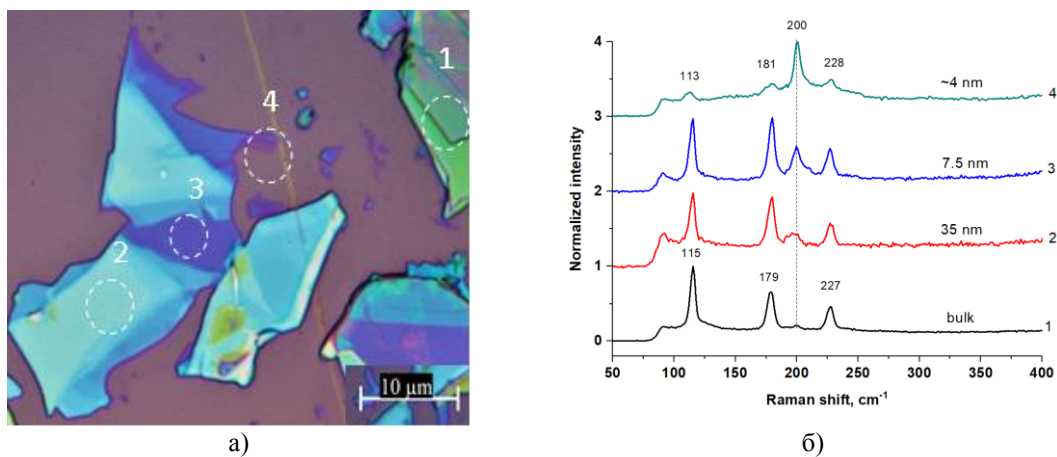 1
4
3
2
10 μm
а)
Normalized intensity
4
3
2
1
0
200
113
181
228
~4 nm
4
7.5 nm
3
35 nm
2
115
179
227
bulk
1
50 100 150 200 250 300 350 400
Raman shift, cm⁻¹
б)